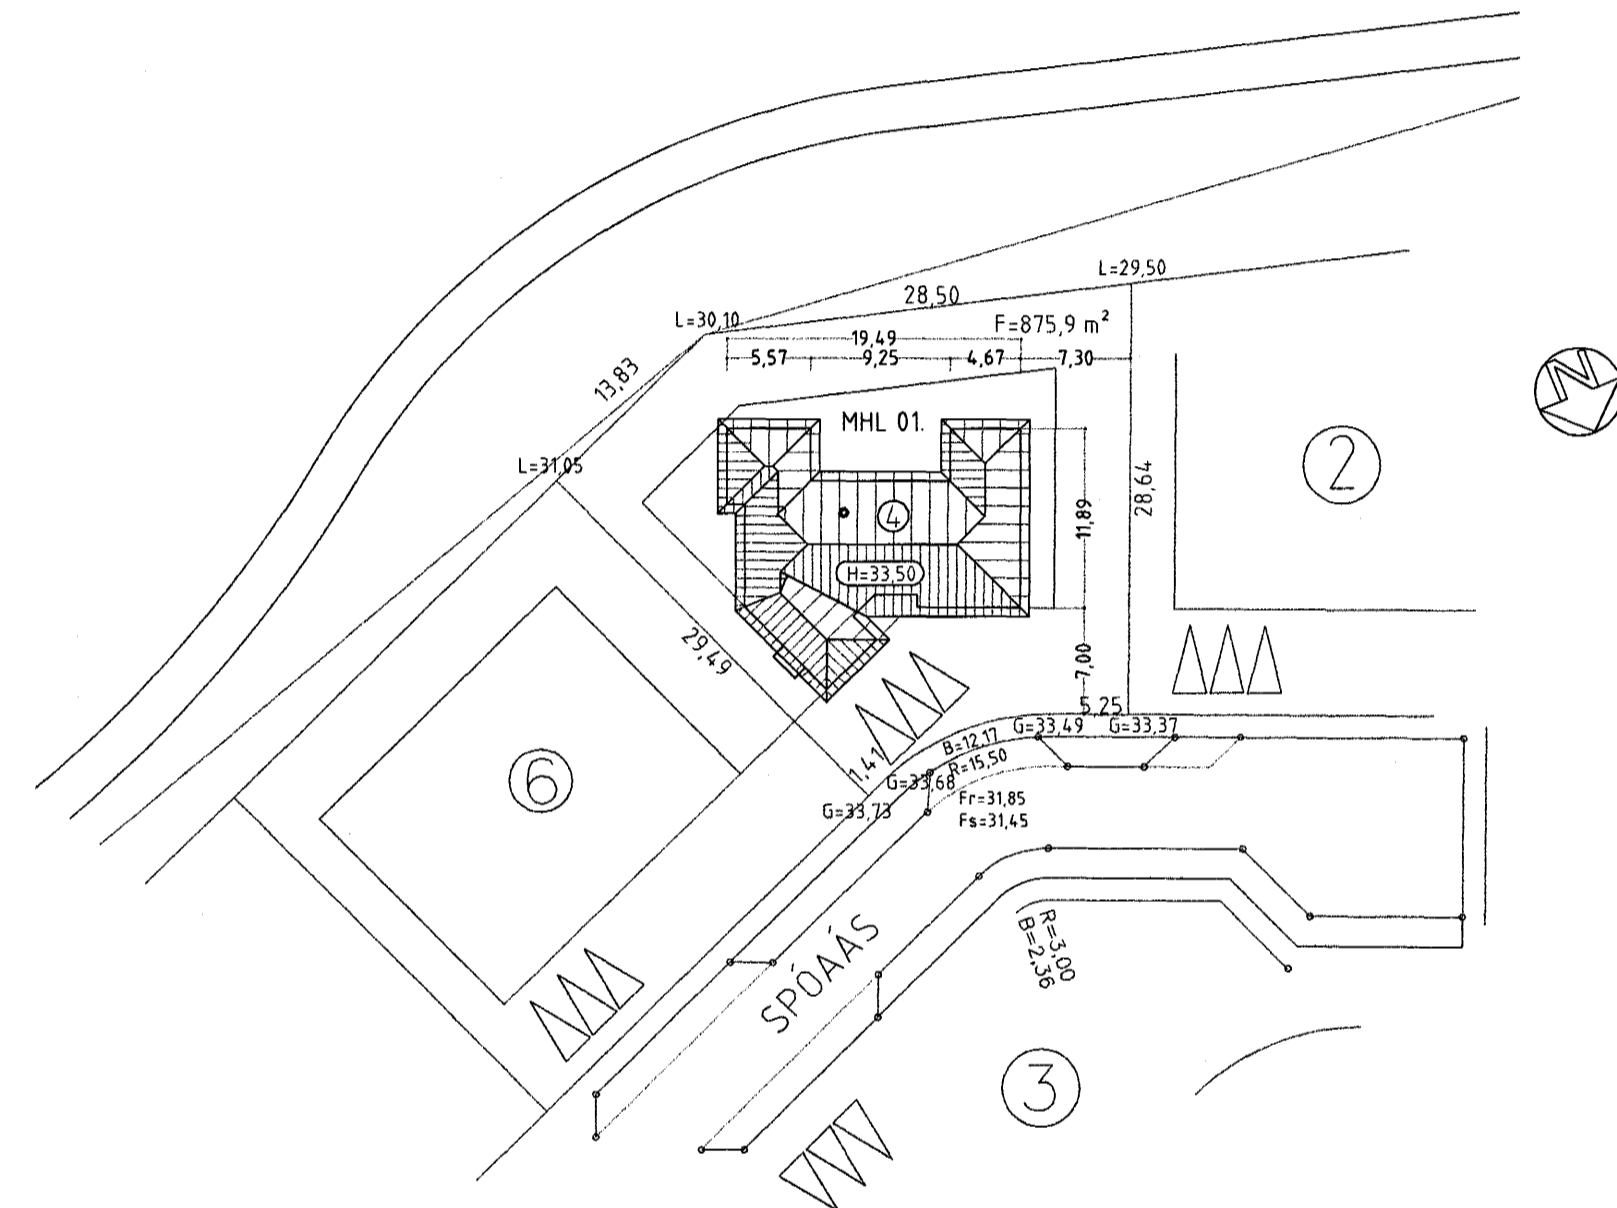 L=29,50
28,50
L=30,10
F=875,9 m²
19,49
5,57 9,25 4,67 7,30
13,83
N
MHL 01.
2
L=31,05
28,64
11,89
4
H=33,50
29,49
7,00
5,25
G=33,49 G=33,37
B=12,17
R=15,50
1,41
G=33,68
6
Fr=31,85
G=33,73
Fs=31,45
SPÓAÁS
R=3,00
B=2,36
3